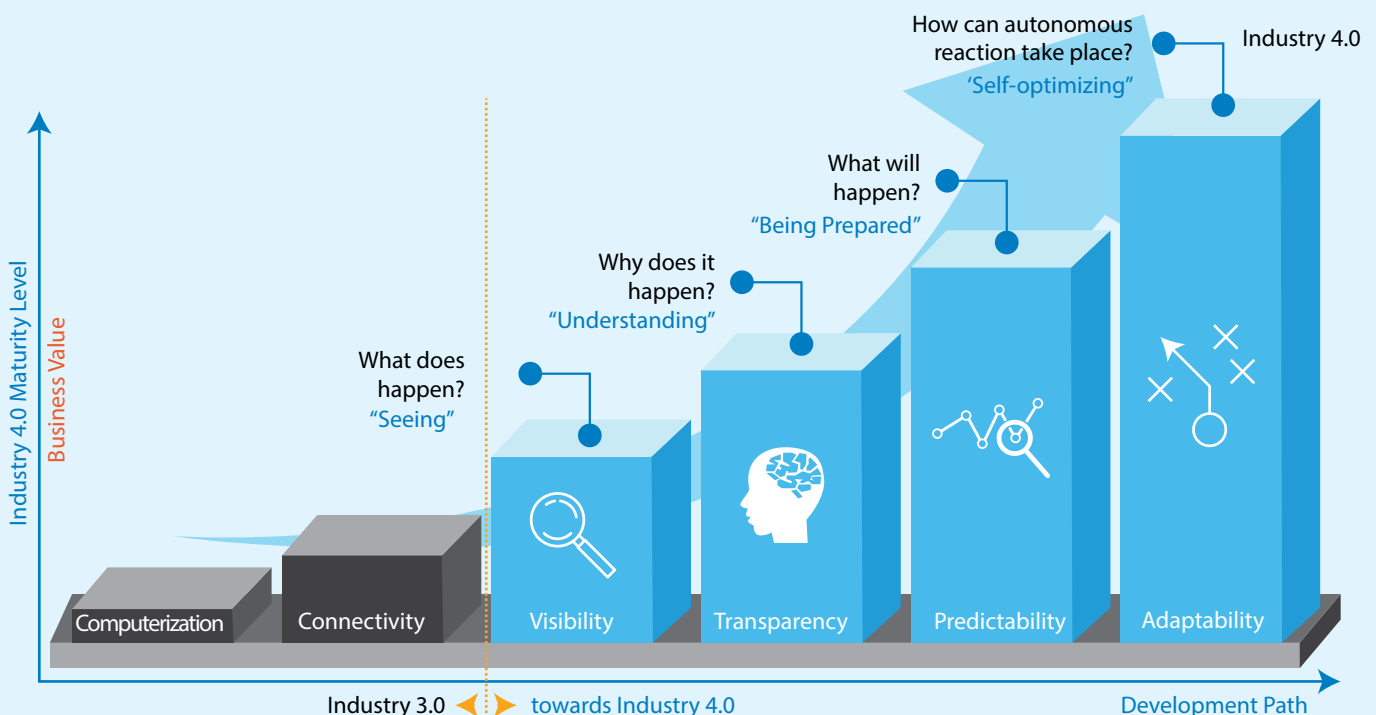 How can autonomous
reaction take place?
‘Self-optimizing”
Industry 4.0
What will
happen?
“Being Prepared”
Why does it
happen?
“Understanding”
What does
happen?
“Seeing”
Industry 4.0 Maturity Level
Business Value
Computerization
Connectivity
Visibility
Transparency
Predictability
Adaptability
Industry 3.0
towards Industry 4.0
Development Path